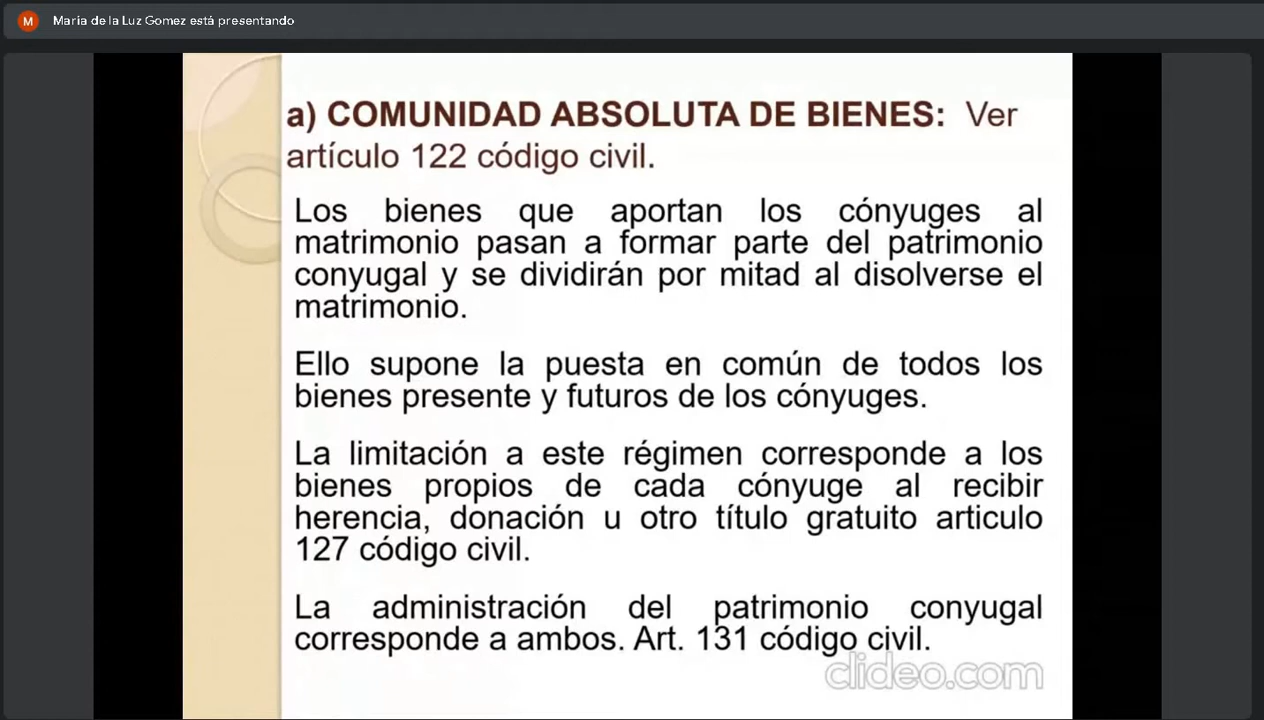 M
María de la Luz Gomez está presentando
a) COMUNIDAD ABSOLUTA DE BIENES: Ver
artículo 122 código civil.
Los bienes que aportan los cónyuges al
matrimonio pasan a formar parte del patrimonio
conyugal y se dividirán por mitad al disolverse el
matrimonio.
Ello supone la puesta en común de todos los
bienes presente y futuros de los cónyuges.
La limitación a este régimen corresponde a los
bienes propios de cada cónyuge al recibir
herencia, donación u otro título gratuito articulo
127 código civil.
La administración del patrimonio conyugal
corresponde a ambos. Art. 131 código civil.
clideo.com